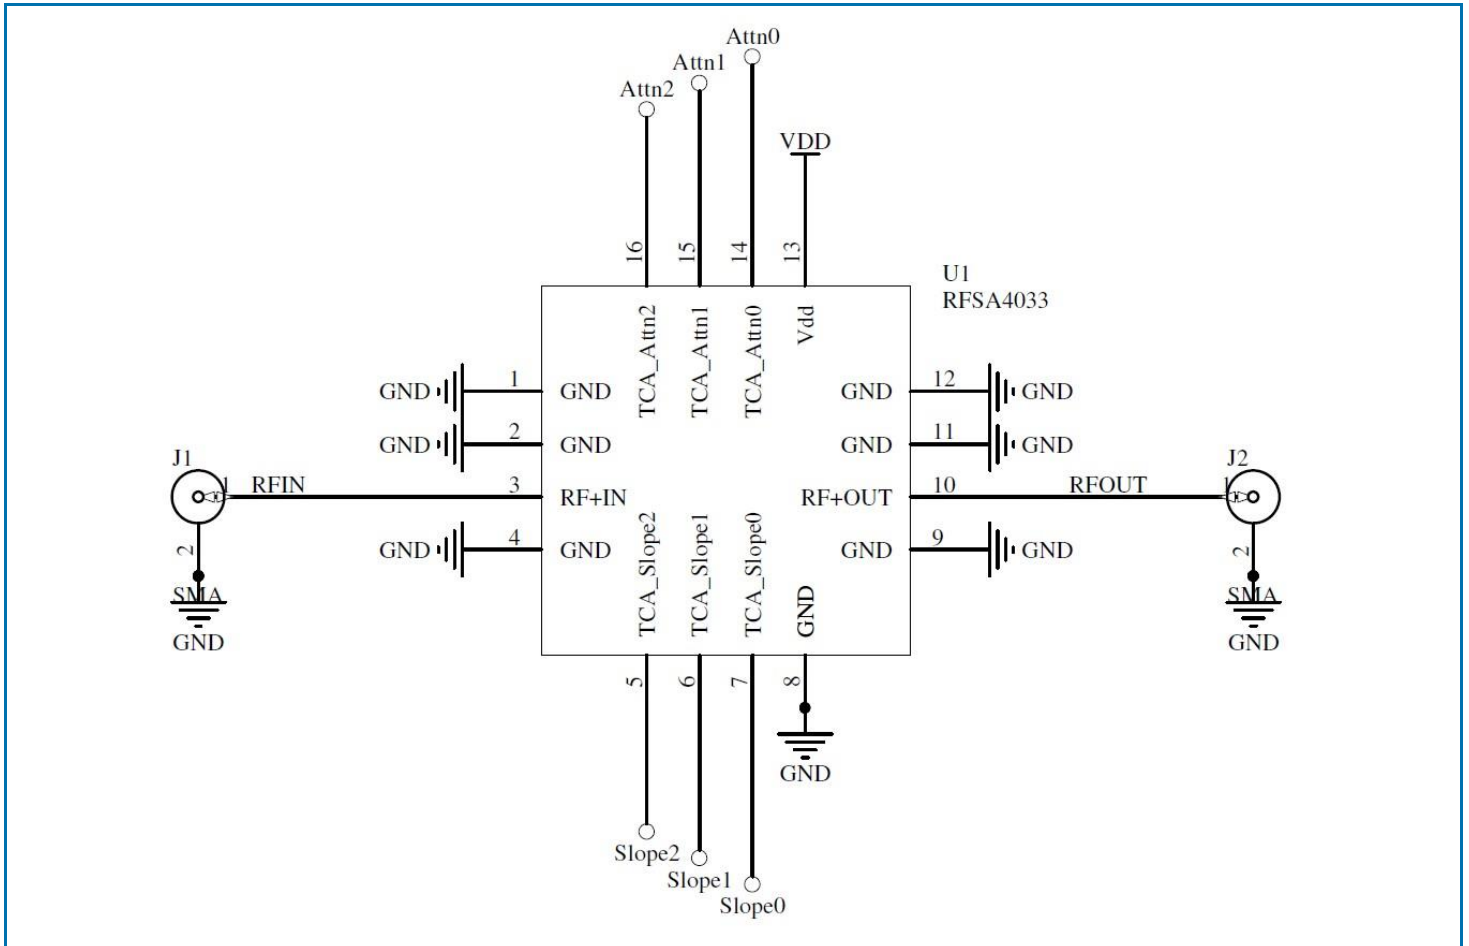 Attn0
Attn1
Attn2
VDD
16
15
14
13
U1
RFSA4033
TCA_Attn2
TCA_Attn1
TCA_Attn0
Vdd
GND
1
GND
GND
12
GND
GND
2
GND
GND
11
GND
J1
J2
1
RFIN
3
RF+IN
RF+OUT
10
RFOUT
1
GND
4
GND
GND
9
GND
TCA_Slope2
TCA_Slope1
TCA_Slope0
GND
2
2
SMA
SMA
GND
GND
5
6
7
8
GND
Slope2
Slope1
Slope0